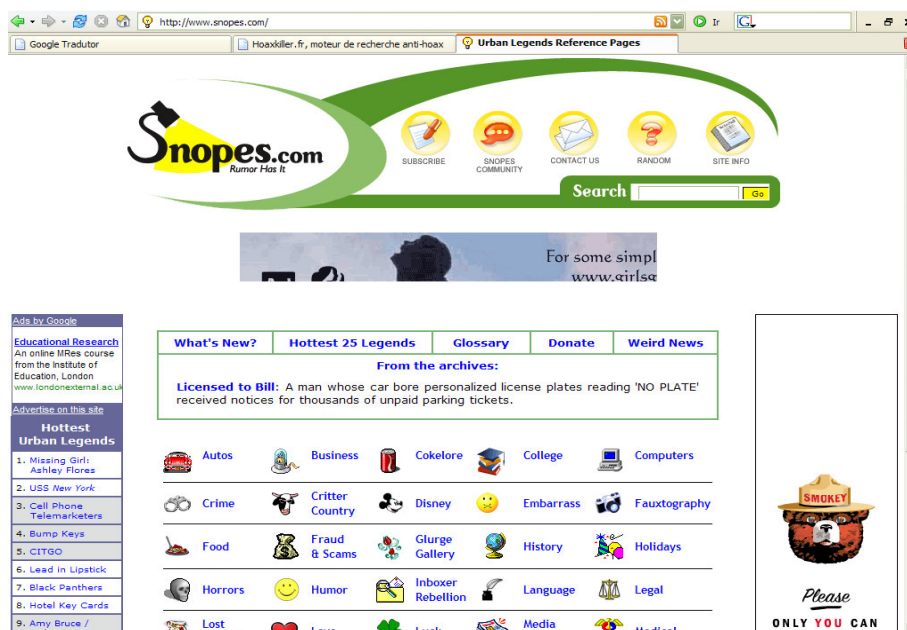 http://www.snopes.com/
Ir
Google Tradutor
Hoaxkiller.fr, moteur de recherche anti-hoax
Urban Legends Reference Pages
Snopes.com
Rumor Has It
SUBSCRIBE
SNOPES
COMMUNITY
CONTACT US
RANDOM
SITE INFO
Search
Go
For some simpl
www.girlsg
Ads by Google
Educational Research
An online MRes course
from the Institute of
Education, London
www.londonexternal.ac.uk
Advertise on this site
Hottest
Urban Legends
1. Missing Girl:
Ashley Flores
2. USS New York
3. Cell Phone
Telemarketers
4. Bump Keys
5. CITGO
6. Lead in Lipstick
7. Black Panthers
8. Hotel Key Cards
9. Amy Bruce /
What's New?
Hottest 25 Legends
Glossary
Donate
Weird News
From the archives:
Licensed to Bill: A man whose car bore personalized license plates reading 'NO PLATE'
received notices for thousands of unpaid parking tickets.
Autos
Business
Cokelore
College
Computers
Crime
Critter
Country
Disney
Embarrass
Fauxtography
Food
Fraud
& Scams
Glurge
Gallery
History
Holidays
Horrors
Humor
Inboxer
Rebellion
Language
Legal
Lost
Love
Luck
Media
Medical
SMOKEY
Please
ONLY YOU CAN